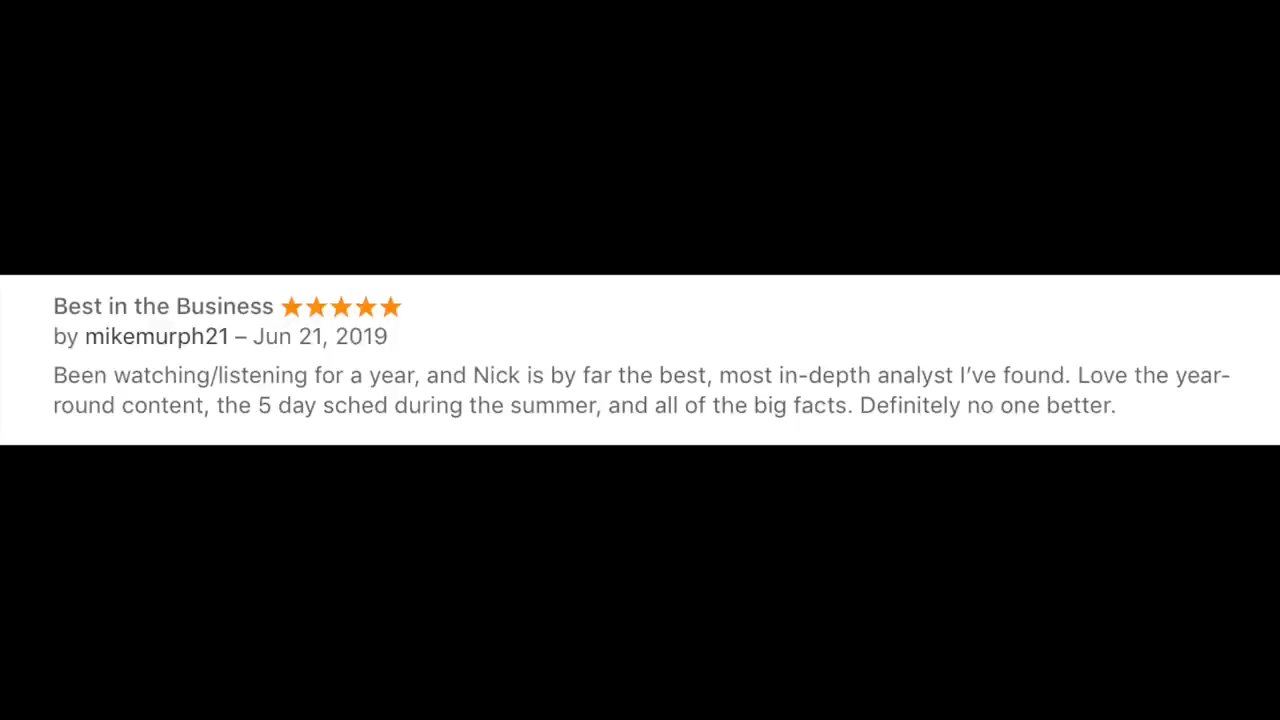 Best in the Business ★★★★★
by mikemurph21 – Jun 21, 2019
Been watching/listening for a year, and Nick is by far the best, most in-depth analyst I’ve found. Love the year-
round content, the 5 day sched during the summer, and all of the big facts. Definitely no one better.